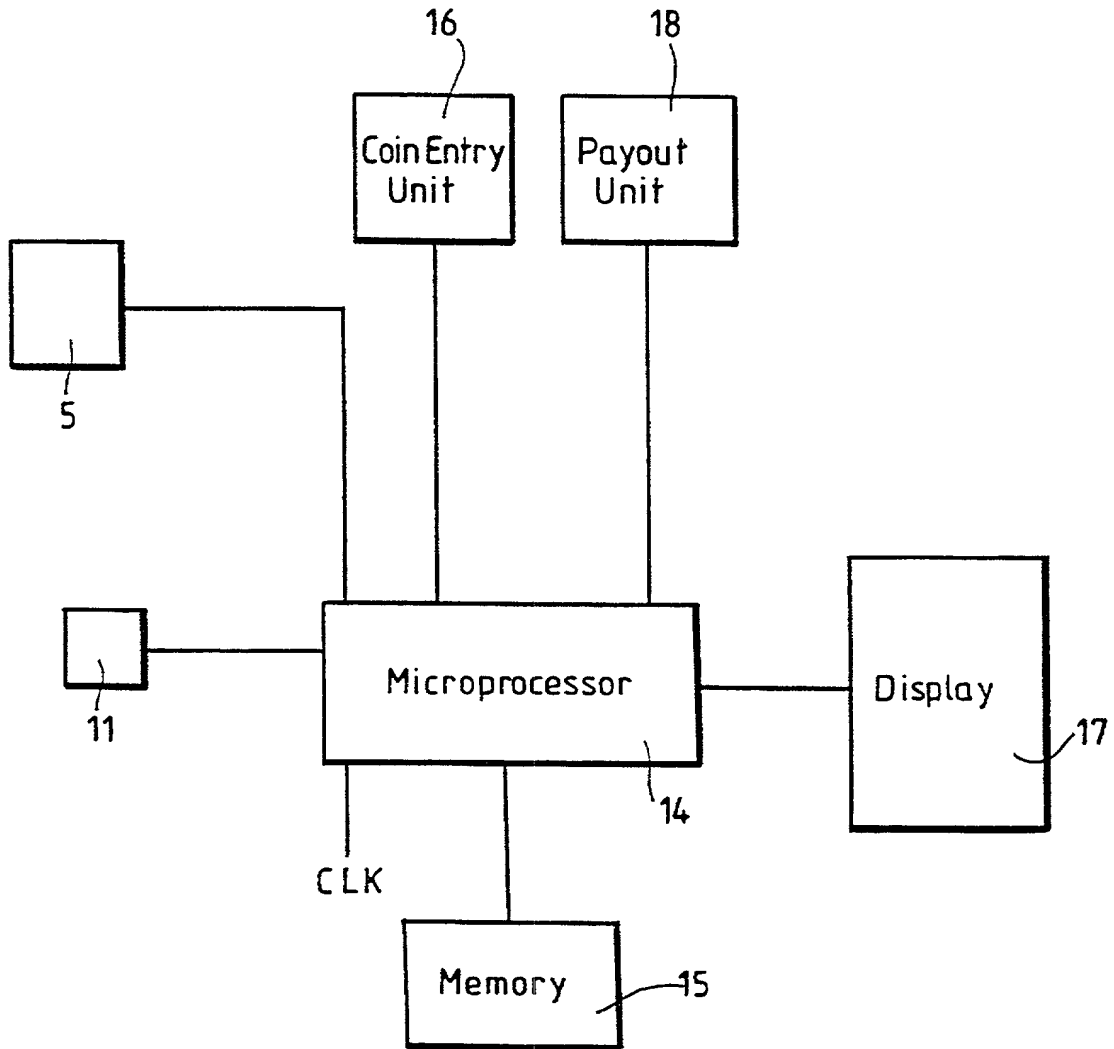 16
18
Coin Entry
Unit
Payout
Unit
5
11
Microprocessor
Display
17
14
CLK
Memory
15